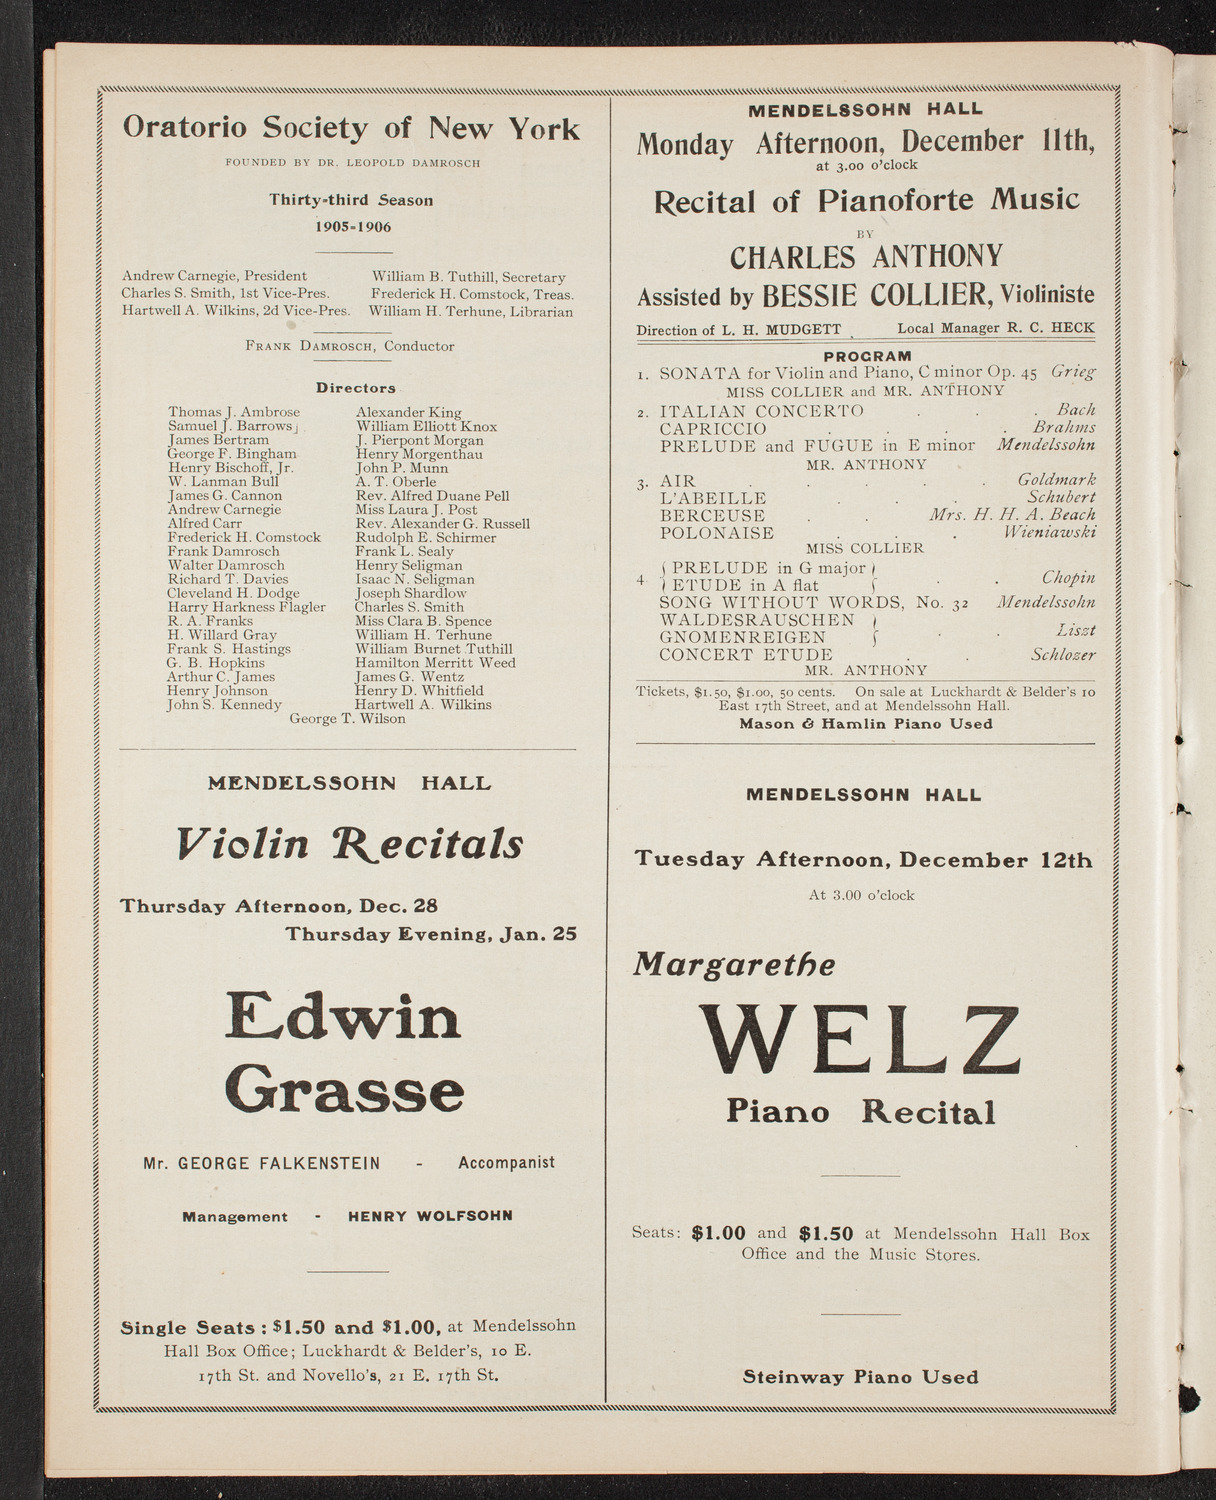 Oratorio Society of New York
FOUNDED BY DR. LEOPOLD DAMROSCH
Thirty-third Season
1905-1906
Andrew Carnegie, President William B. Tuthill, Secretary
Charles S. Smith, 1st Vice-Pres. Frederick H. Comstock, Treas.
Hartwell A. Wilkins, 2d Vice-Pres. William H. Terhune, Librarian
FRANK DAMROSCH, Conductor
Directors
Thomas J. Ambrose Alexander King
Samuel J. Barrows William Elliott Knox
James Bertram J. Pierpont Morgan
George F. Bingham Henry Morgenthau
Henry Bischoff, Jr. John P. Munn
W. Lanman Bull A. T. Oberle
James G. Cannon Rev. Alfred Duane Pell
Andrew Carnegie Miss Laura J. Post
Alfred Carr Rev. Alexander G. Russell
Frederick H. Comstock Rudolph E. Schirmer
Frank Damrosch Frank L. Sealy
Walter Damrosch Henry Seligman
Richard T. Davies Isaac N. Seligman
Cleveland H. Dodge Joseph Shardlow
Harry Harkness Flagler Charles S. Smith
R. A. Franks Miss Clara B. Spence
H. Willard Gray William H. Terhune
Frank S. Hastings William Burnet Tuthill
G. B. Hopkins Hamilton Merritt Weed
Arthur C. James James G. Wentz
Henry Johnson Henry D. Whitfield
John S. Kennedy Hartwell A. Wilkins
George T. Wilson
MENDELSSOHN HALL
Violin Recitals
Thursday Afternoon, Dec. 28
Thursday Evening, Jan. 25
Edwin
Grasse
Mr. GEORGE FALKENSTEIN - Accompanist
Management - HENRY WOLFSOHN
Single Seats: $1.50 and $1.00, at Mendelssohn
Hall Box Office; Luckhardt & Belder's, 10 E.
17th St. and Novello's, 21 E. 17th St.
MENDELSSOHN HALL
Monday Afternoon, December 11th,
at 3.00 o'clock
Recital of Pianoforte Music
BY
CHARLES ANTHONY
Assisted by BESSIE COLLIER, Violiniste
Direction of L. H. MUDGETT Local Manager R. C. HECK
PROGRAM
1. SONATA for Violin and Piano, C minor Op. 45 Grieg
MISS COLLIER and MR. ANTHONY
2. ITALIAN CONCERTO . . . Bach
CAPRICCIO . . . . Brahms
PRELUDE and FUGUE in E minor Mendelssohn
MR. ANTHONY
3. AIR . . . . . Goldmark
L'ABEILLE . . . Schubert
BERCEUSE . . Mrs. H. H. A. Beach
POLONAISE . . . Wieniawski
MISS COLLIER
4. PRELUDE in G major
ETUDE in A flat . . Chopin
SONG WITHOUT WORDS, No. 32 Mendelssohn
WALDESRAUSCHEN
GNOMENREIGEN . . Liszt
CONCERT ETUDE . . Schlozer
MR. ANTHONY
Tickets, $1.50, $1.00, 50 cents. On sale at Luckhardt & Belder's 10
East 17th Street, and at Mendelssohn Hall.
Mason & Hamlin Piano Used
MENDELSSOHN HALL
Tuesday Afternoon, December 12th
At 3.00 o'clock
Margarethe
WELZ
Piano Recital
Seats: $1.00 and $1.50 at Mendelssohn Hall Box
Office and the Music Stores.
Steinway Piano Used